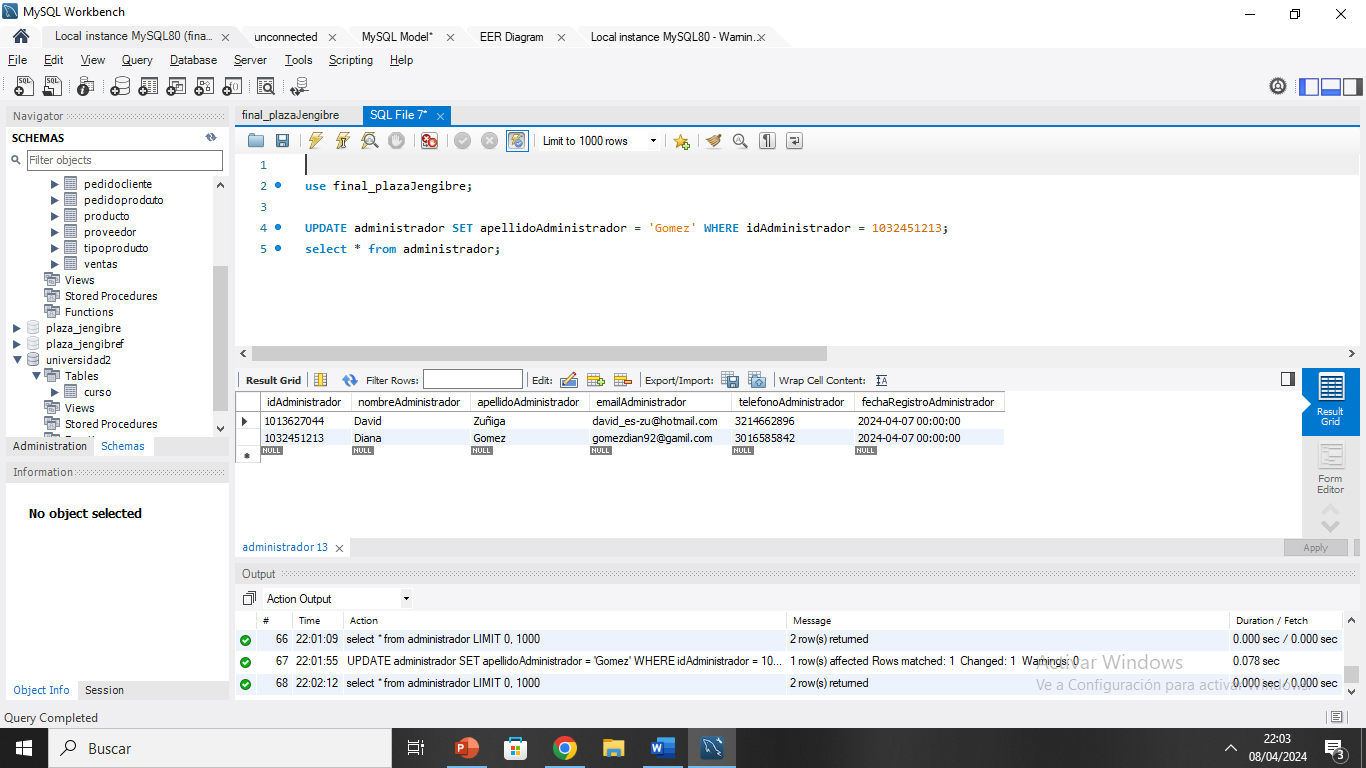 MySQL Workbench
Local instance MySQL80 (fina... unconnected MySQL Model* EER Diagram Local instance MySQL80 - Warnin...
File Edit View Query Database Server Tools Scripting Help
Navigator
SCHEMAS
Filter objects
pedidocliente
pedidoproducto
producto
proveedor
tipoproducto
ventas
Views
Stored Procedures
Functions
plaza_jengibre
plaza_jengibref
universidad2
Tables
curso
Views
Stored Procedures
Administration Schemas
Information
No object selected
Object Info Session
final_plazaJengibre SQL File 7*
Limit to 1000 rows
1
2 use final_plazaJengibre;
3
4 UPDATE administrador SET apellidoAdministrador = 'Gomez' WHERE idAdministrador = 1032451213;
5 select * from administrador;
Result Grid Filter Rows: Edit: Export/Import: Wrap Cell Content:
idAdministrador nombreAdministrador apellidoAdministrador emailAdministrador telefonoAdministrador fechaRegistroAdministrador
1013627044 David Zuñiga david_es-zu@hotmail.com 3214662896 2024-04-07 00:00:00
1032451213 Diana Gomez gomezdian92@gamil.com 3016585842 2024-04-07 00:00:00
NULL NULL NULL NULL NULL NULL
Result Grid
Form Editor
administrador 13
Apply
Output
Action Output
# Time Action Message Duration / Fetch
66 22:01:09 select * from administrador LIMIT 0, 1000 2 row(s) returned 0.000 sec / 0.000 sec
67 22:01:55 UPDATE administrador SET apellidoAdministrador = 'Gomez' WHERE idAdministrador = 10... 1 row(s) affected Rows matched: 1 Changed: 1 Warnings: 0 0.078 sec
68 22:02:12 select * from administrador LIMIT 0, 1000 2 row(s) returned 0.000 sec / 0.000 sec
Activar Windows
Ve a Configuración para activar Windows.
Query Completed
Buscar
22:03
08/04/2024
3